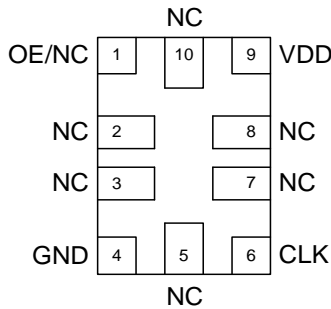 NC
OE/NC 1 10 9 VDD
NC 2 8 NC
NC 3 7 NC
GND 4 5 6 CLK
NC